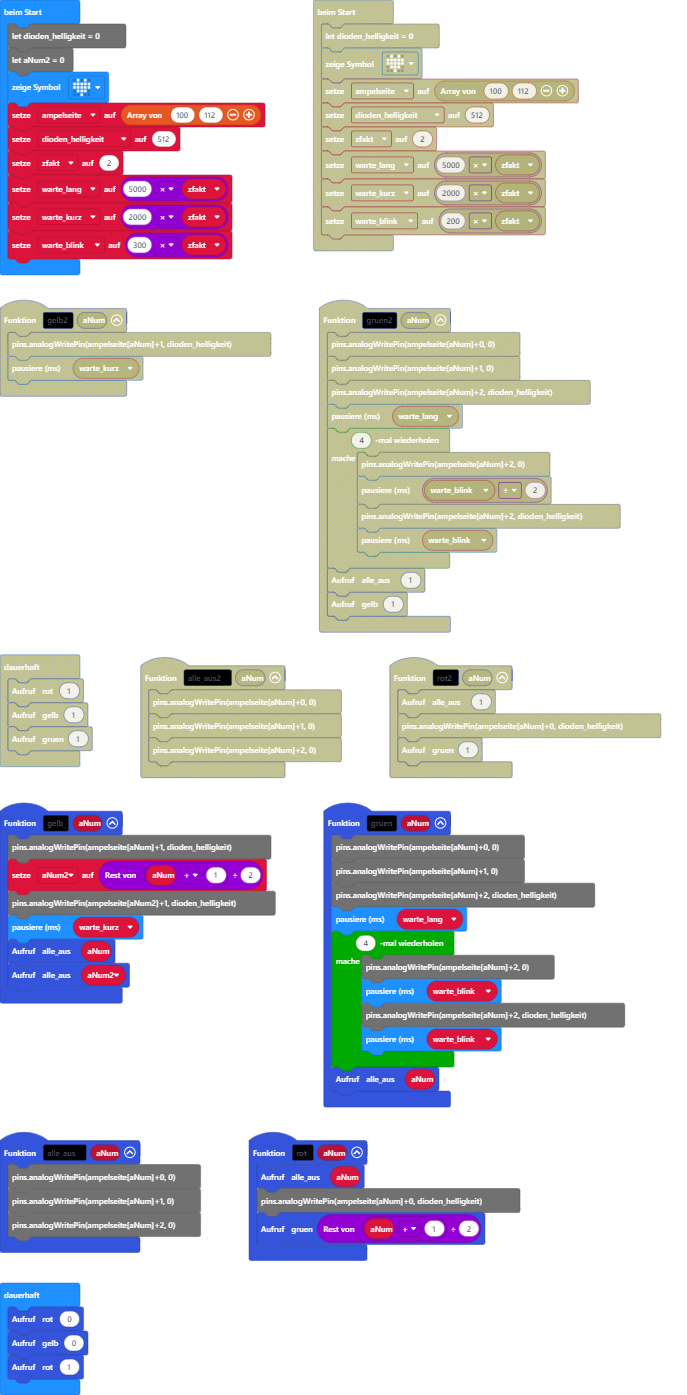 beim Start
let dioden_helligkeit = 0
let aNum2 = 0
zeige Symbol
setze ampelseite auf Array von 100 112
setze dioden_helligkeit auf 512
setze zfakt auf 2
setze warte_lang auf 5000 × zfakt
setze warte_kurz auf 2000 × zfakt
setze warte_blink auf 300 × zfakt
beim Start
let dioden_helligkeit = 0
zeige Symbol
setze ampelseite auf Array von 100 112
setze dioden_helligkeit auf 512
setze zfakt auf 2
setze warte_lang auf 5000 × zfakt
setze warte_kurz auf 2000 × zfakt
setze warte_blink auf 200 × zfakt
Funktion gelb2 aNum
pins.analogWritePin(ampelseite[aNum]+1, dioden_helligkeit)
pausiere (ms) warte_kurz
Funktion gruen2 aNum
pins.analogWritePin(ampelseite[aNum]+0, 0)
pins.analogWritePin(ampelseite[aNum]+1, 0)
pins.analogWritePin(ampelseite[aNum]+2, dioden_helligkeit)
pausiere (ms) warte_lang
4 -mal wiederholen
mache
pins.analogWritePin(ampelseite[aNum]+2, 0)
pausiere (ms) warte_blink ÷ 2
pins.analogWritePin(ampelseite[aNum]+2, dioden_helligkeit)
pausiere (ms) warte_blink
Aufruf alle_aus 1
Aufruf gelb 1
dauerhaft
Aufruf rot 1
Aufruf gelb 1
Aufruf gruen 1
Funktion alle_aus2 aNum
pins.analogWritePin(ampelseite[aNum]+0, 0)
pins.analogWritePin(ampelseite[aNum]+1, 0)
pins.analogWritePin(ampelseite[aNum]+2, 0)
Funktion rot2 aNum
Aufruf alle_aus 1
pins.analogWritePin(ampelseite[aNum]+0, dioden_helligkeit)
Aufruf gruen 1
Funktion gelb aNum
pins.analogWritePin(ampelseite[aNum]+1, dioden_helligkeit)
setze aNum2 auf Rest von aNum + 1 ÷ 2
pins.analogWritePin(ampelseite[aNum2]+1, dioden_helligkeit)
pausiere (ms) warte_kurz
Aufruf alle_aus aNum
Aufruf alle_aus aNum2
Funktion gruen aNum
pins.analogWritePin(ampelseite[aNum]+0, 0)
pins.analogWritePin(ampelseite[aNum]+1, 0)
pins.analogWritePin(ampelseite[aNum]+2, dioden_helligkeit)
pausiere (ms) warte_lang
4 -mal wiederholen
mache
pins.analogWritePin(ampelseite[aNum]+2, 0)
pausiere (ms) warte_blink
pins.analogWritePin(ampelseite[aNum]+2, dioden_helligkeit)
pausiere (ms) warte_blink
Aufruf alle_aus aNum
Funktion alle_aus aNum
pins.analogWritePin(ampelseite[aNum]+0, 0)
pins.analogWritePin(ampelseite[aNum]+1, 0)
pins.analogWritePin(ampelseite[aNum]+2, 0)
Funktion rot aNum
Aufruf alle_aus aNum
pins.analogWritePin(ampelseite[aNum]+0, dioden_helligkeit)
Aufruf gruen Rest von aNum + 1 ÷ 2
dauerhaft
Aufruf rot 0
Aufruf gelb 0
Aufruf rot 1